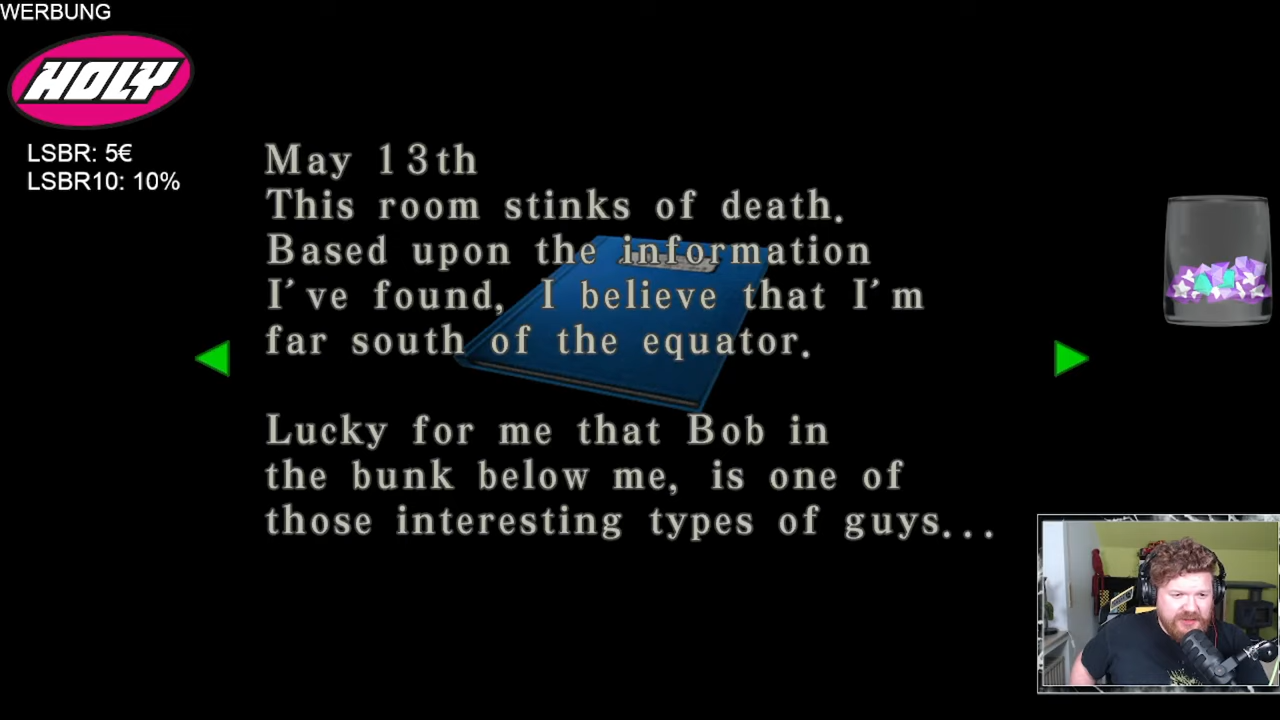 WERBUNG
HOLY
LSBR: 5€
LSBR10: 10%
May 13th
This room stinks of death.
Based upon the information
I've found, I believe that I'm
far south of the equator.
Lucky for me that Bob in
the bunk below me, is one of
those interesting types of guys...